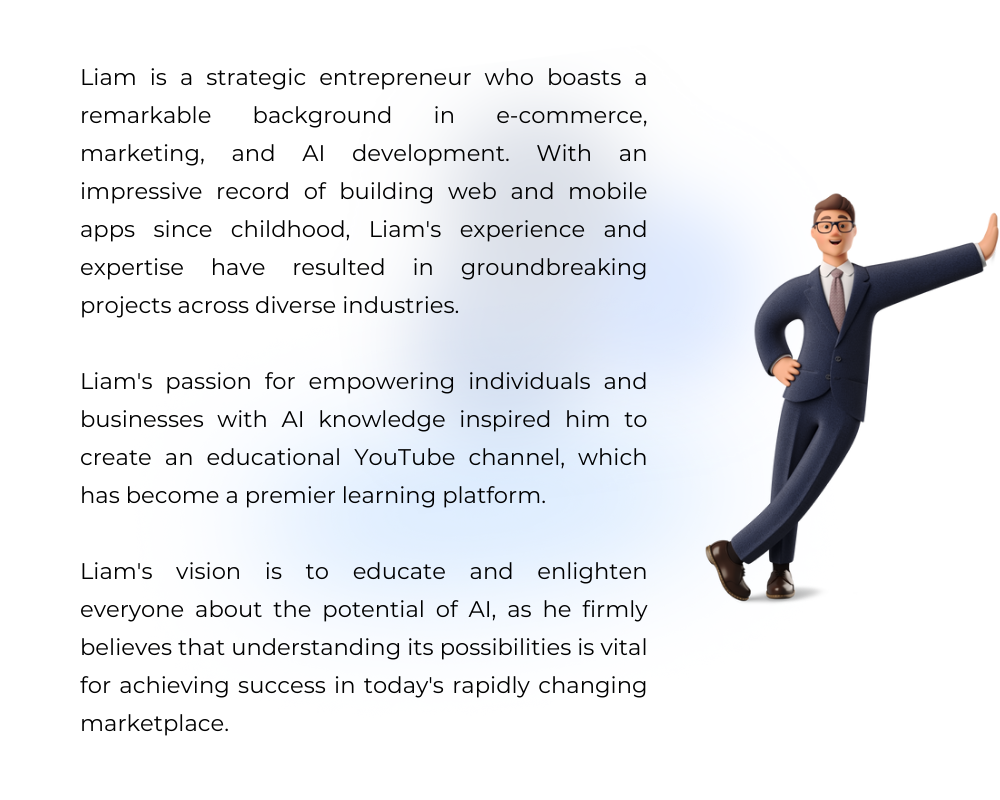 Liam is a strategic entrepreneur who boasts a
remarkable background in e-commerce,
marketing, and AI development. With an
impressive record of building web and mobile
apps since childhood, Liam's experience and
expertise have resulted in groundbreaking
projects across diverse industries.
Liam's passion for empowering individuals and
businesses with AI knowledge inspired him to
create an educational YouTube channel, which
has become a premier learning platform.
Liam's vision is to educate and enlighten
everyone about the potential of AI, as he firmly
believes that understanding its possibilities is vital
for achieving success in today's rapidly changing
marketplace.